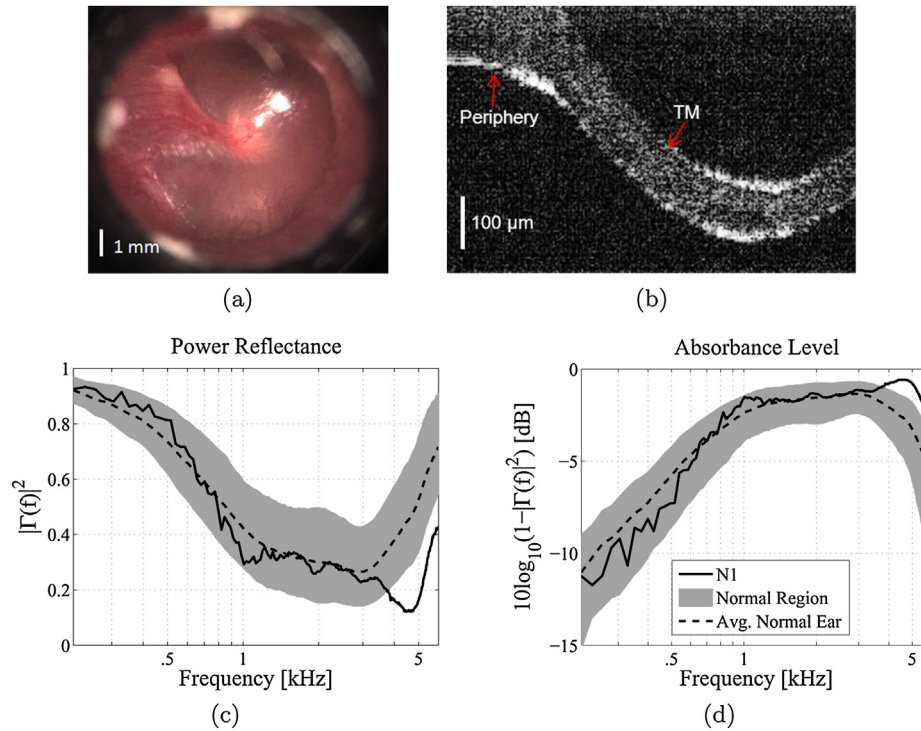 1 mm
Periphery
TM
100 μm
(a)
(b)
Power Reflectance
|Γ(f)|²
1
0.8
0.6
0.4
0.2
0
.5
1
5
Frequency [kHz]
(c)
Absorbance Level
10log₁₀(1−|Γ(f)|²) [dB]
0
−5
−10
−15
N1
Normal Region
Avg. Normal Ear
.5
1
5
Frequency [kHz]
(d)